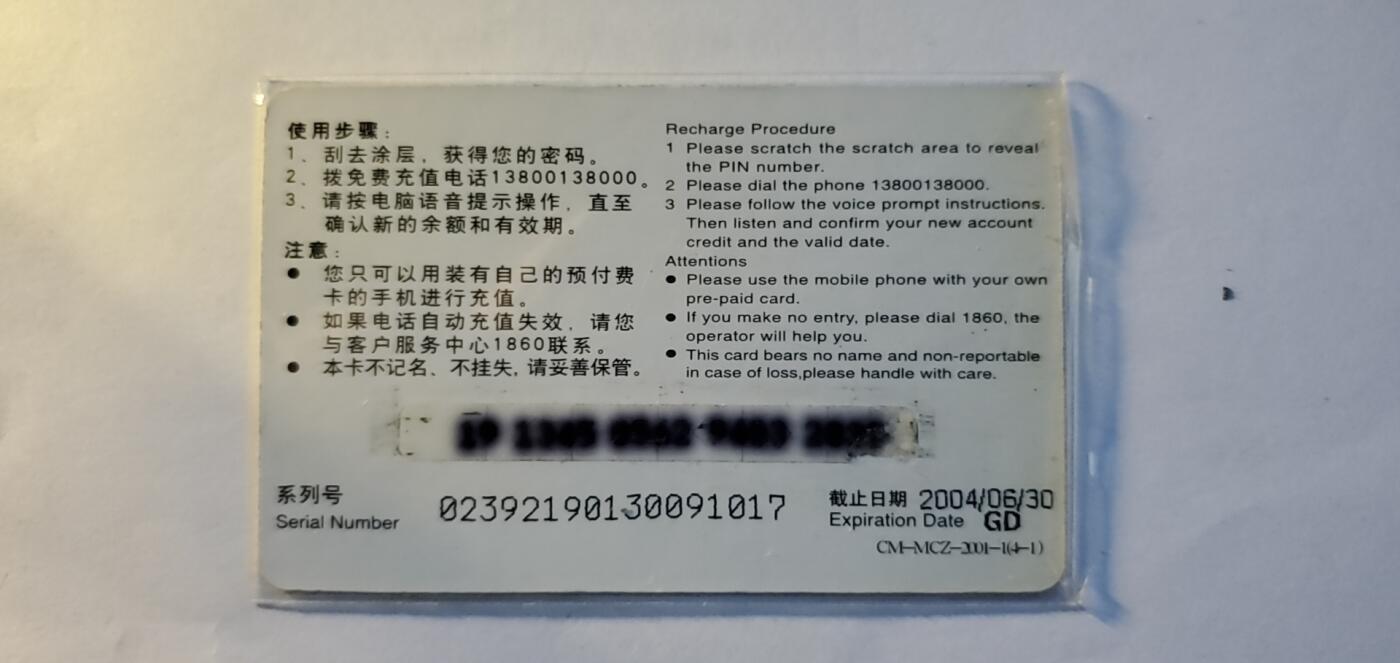 使用步骤：
1、刮去涂层，获得您的密码。
2、拨免费充值电话13800138000。
3、请按电脑语音提示操作，直至
确认新的余额和有效期。
注意：
● 您只可以用装有自己的预付费
卡的手机进行充值。
● 如果电话自动充值失效，请您
与客户服务中心1860联系。
● 本卡不记名、不挂失,请妥善保管。
Recharge Procedure
1 Please scratch the scratch area to reveal
the PIN number.
2 Please dial the phone 13800138000.
3 Please follow the voice prompt instructions.
Then listen and confirm your new account
credit and the valid date.
Attentions
● Please use the mobile phone with your own
pre-paid card.
● If you make no entry, please dial 1860, the
operator will help you.
● This card bears no name and non-reportable
in case of loss,please handle with care.
系列号
Serial Number
02392190130091017
截止日期 2004/06/30
Expiration Date GD
CM-MCZ-2001-1(4-1)